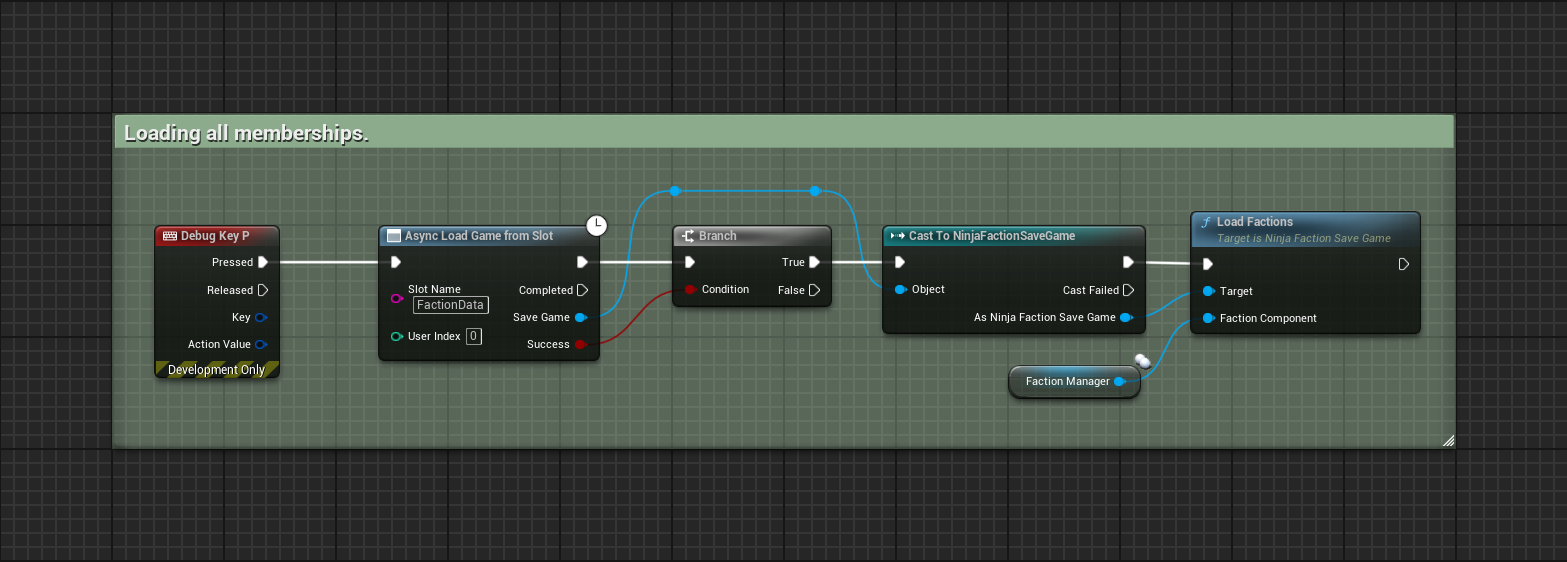 Loading all memberships.
Debug Key P
Pressed
Released
Key
Action Value
Development Only
Async Load Game from Slot
Slot Name
FactionData
Completed
Save Game
User Index 0
Success
Branch
True
Condition
False
Cast To NinjaFactionSaveGame
Object
Cast Failed
As Ninja Faction Save Game
Faction Manager
Load Factions
Target is Ninja Faction Save Game
Target
Faction Component